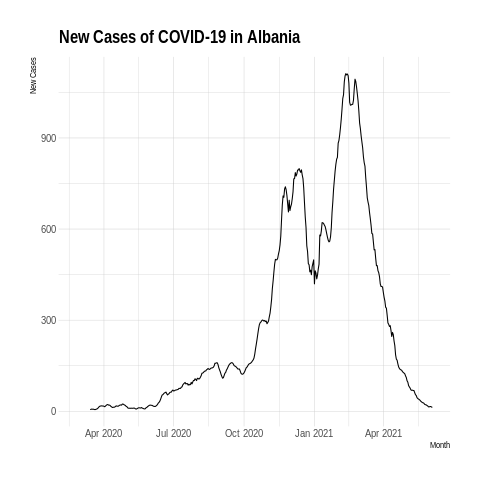 New Cases of COVID-19 in Albania
New Cases
900
600
300
0
Apr 2020 Jul 2020 Oct 2020 Jan 2021 Apr 2021
Month